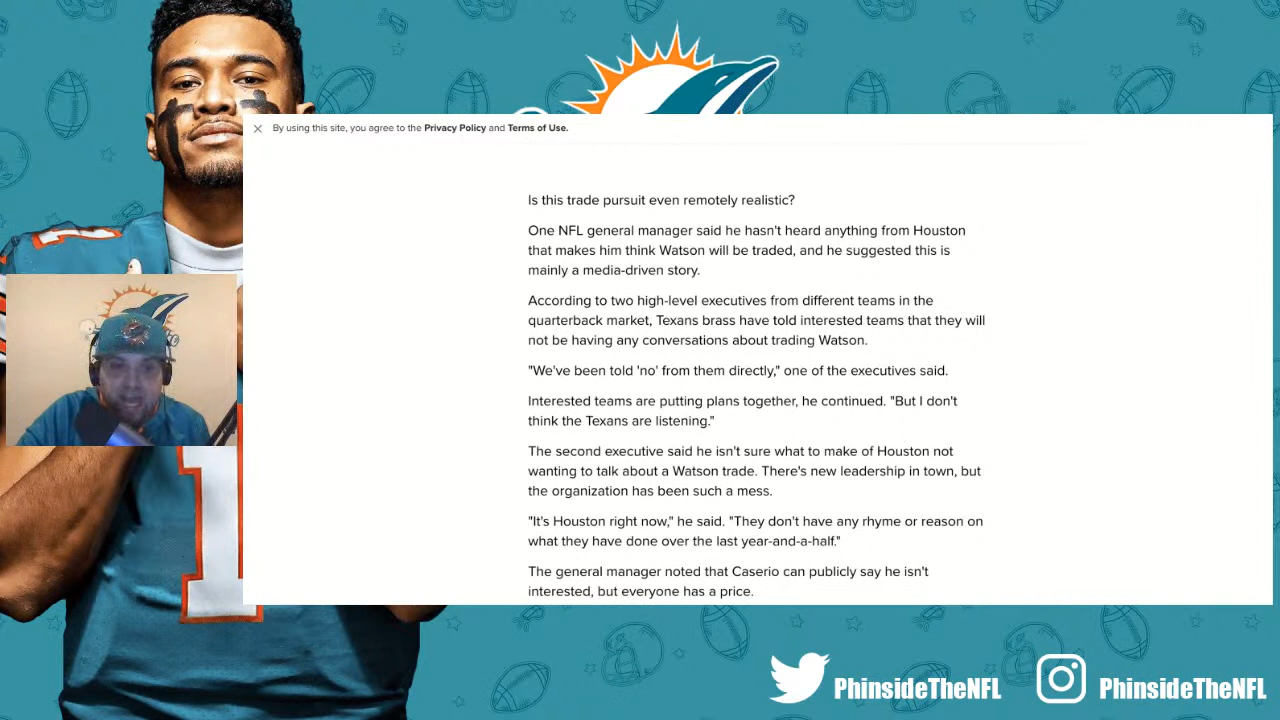 By using this site, you agree to the Privacy Policy and Terms of Use.
Is this trade pursuit even remotely realistic?
One NFL general manager said he hasn't heard anything from Houston
that makes him think Watson will be traded, and he suggested this is
mainly a media-driven story.
According to two high-level executives from different teams in the
quarterback market, Texans brass have told interested teams that they will
not be having any conversations about trading Watson.
"We've been told 'no' from them directly," one of the executives said.
Interested teams are putting plans together, he continued. "But I don't
think the Texans are listening."
The second executive said he isn't sure what to make of Houston not
wanting to talk about a Watson trade. There's new leadership in town, but
the organization has been such a mess.
"It's Houston right now," he said. "They don't have any rhyme or reason on
what they have done over the last year-and-a-half."
The general manager noted that Caserio can publicly say he isn't
interested, but everyone has a price.
PhinsideTheNFL
PhinsideTheNFL